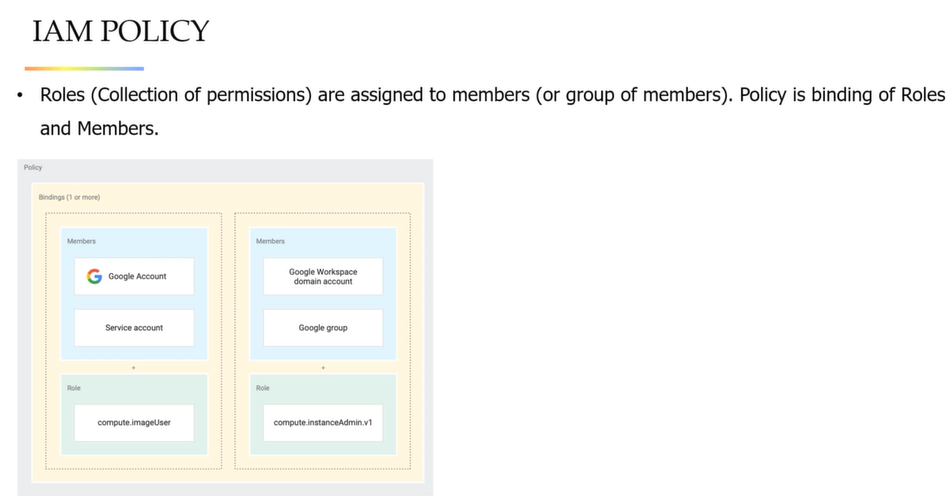 IAM POLICY
• Roles (Collection of permissions) are assigned to members (or group of members). Policy is binding of Roles
and Members.
Policy
Bindings (1 or more)
Members
Google Account
Service account
+
Role
compute.imageUser
Members
Google Workspace
domain account
Google group
+
Role
compute.instanceAdmin.v1